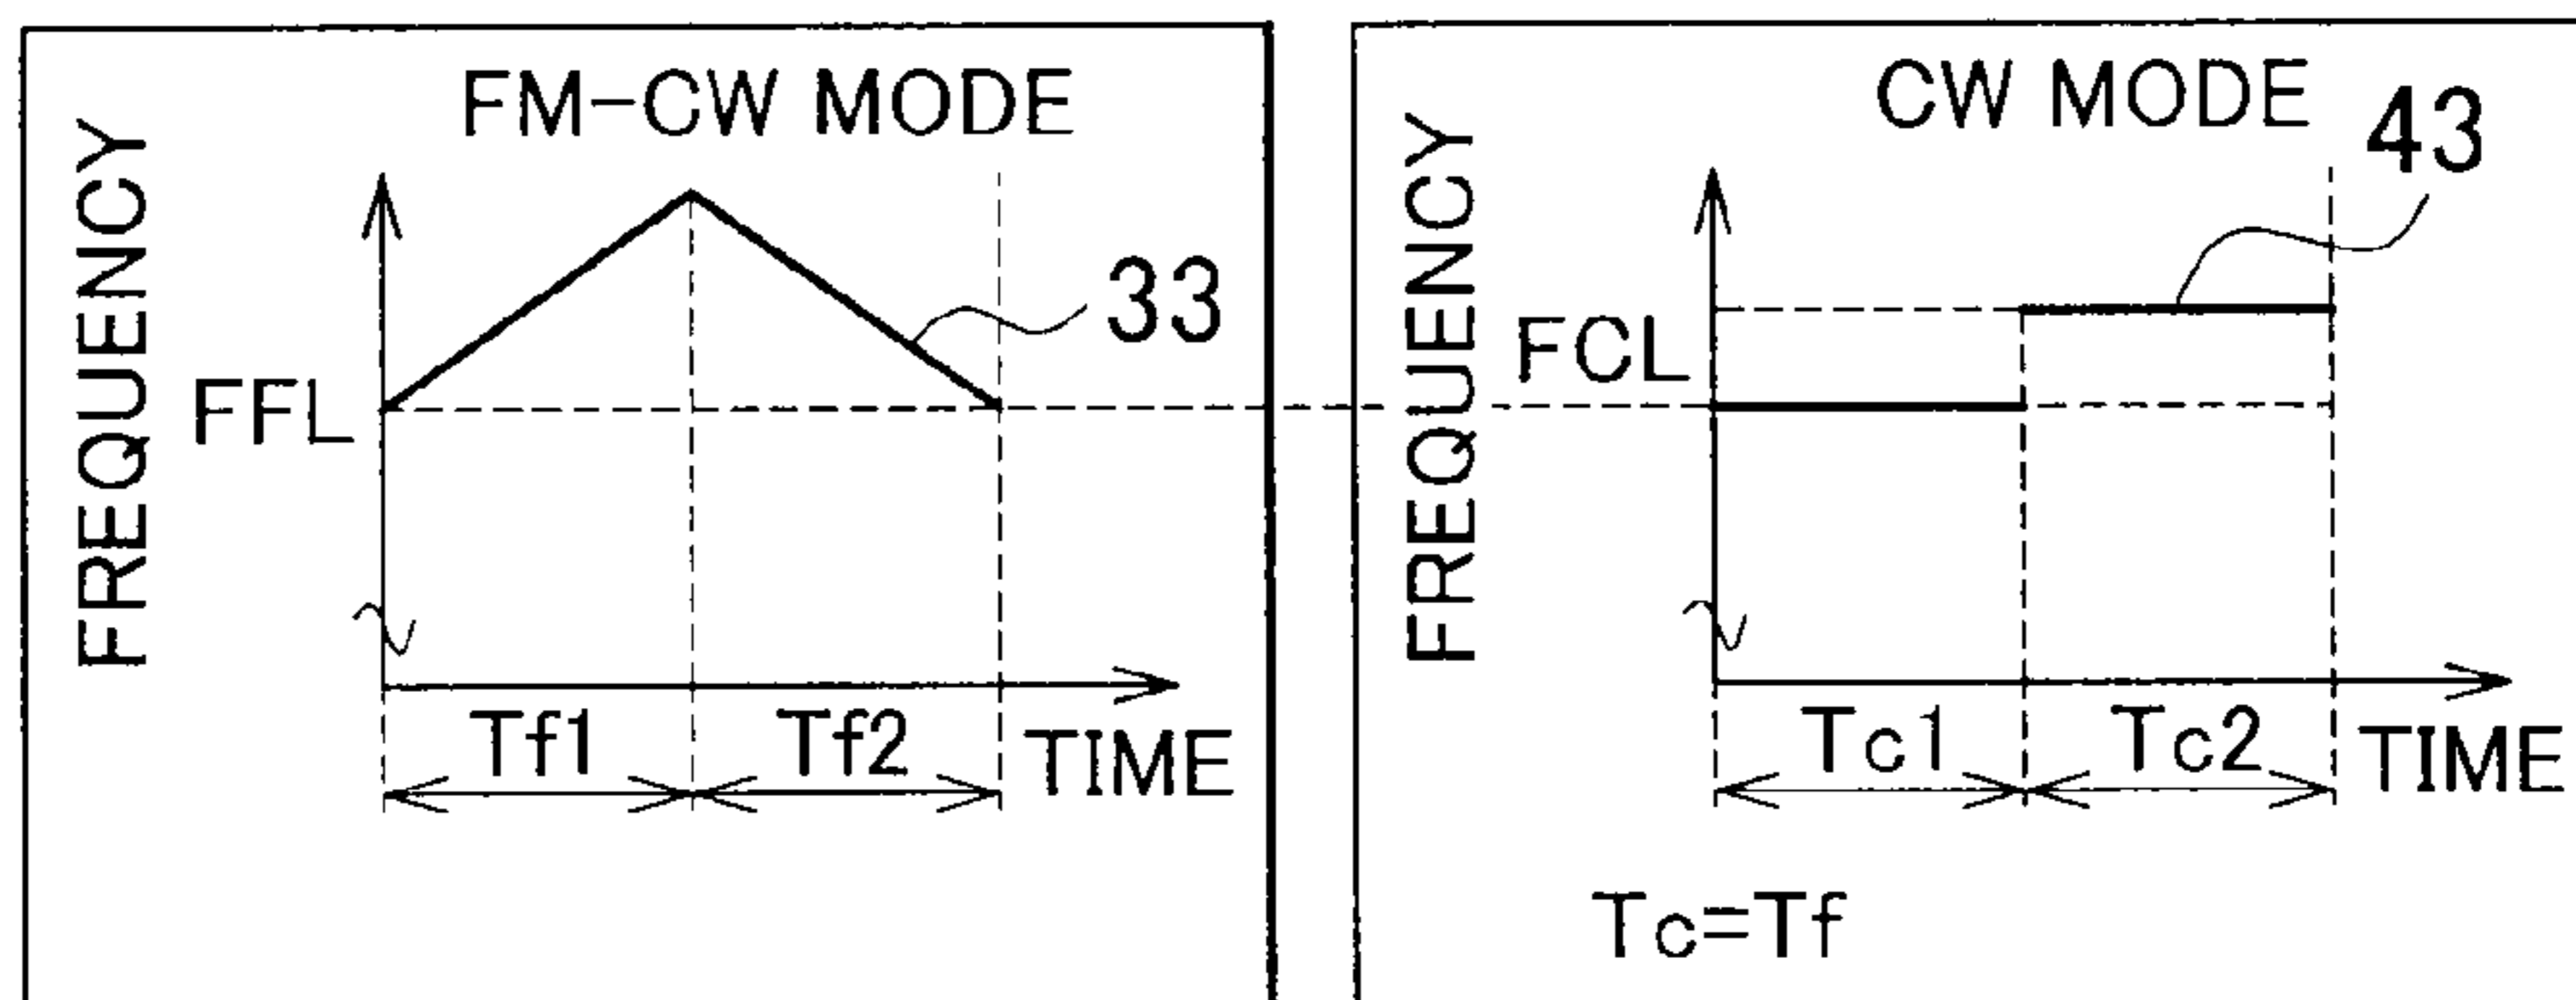 FM-CW MODE
FREQUENCY
FFL
33
Tf1
Tf2
TIME
CW MODE
43
FREQUENCY
FCL
Tc1
Tc2
TIME
Tc=Tf